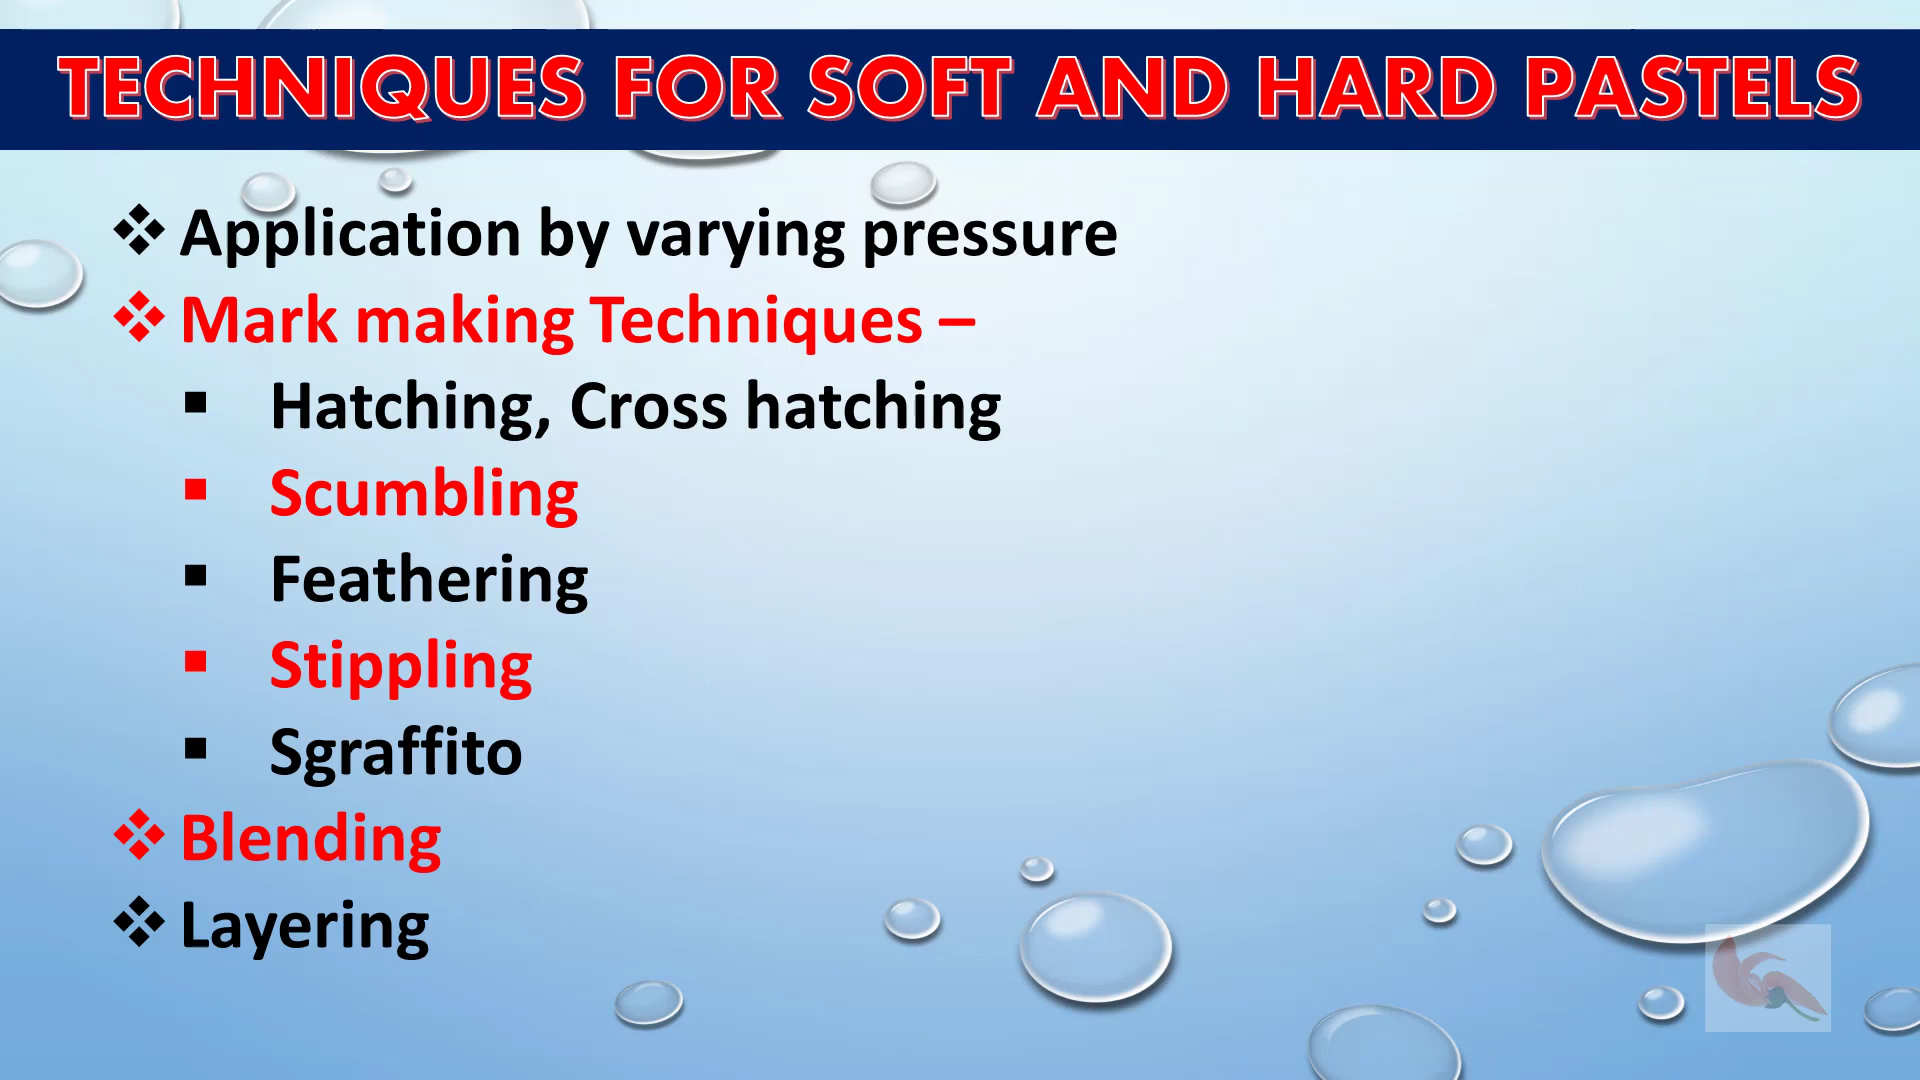 TECHNIQUES FOR SOFT AND HARD PASTELS
❖ Application by varying pressure
❖ Mark making Techniques –
▪ Hatching, Cross hatching
▪ Scumbling
▪ Feathering
▪ Stippling
▪ Sgraffito
❖ Blending
❖ Layering